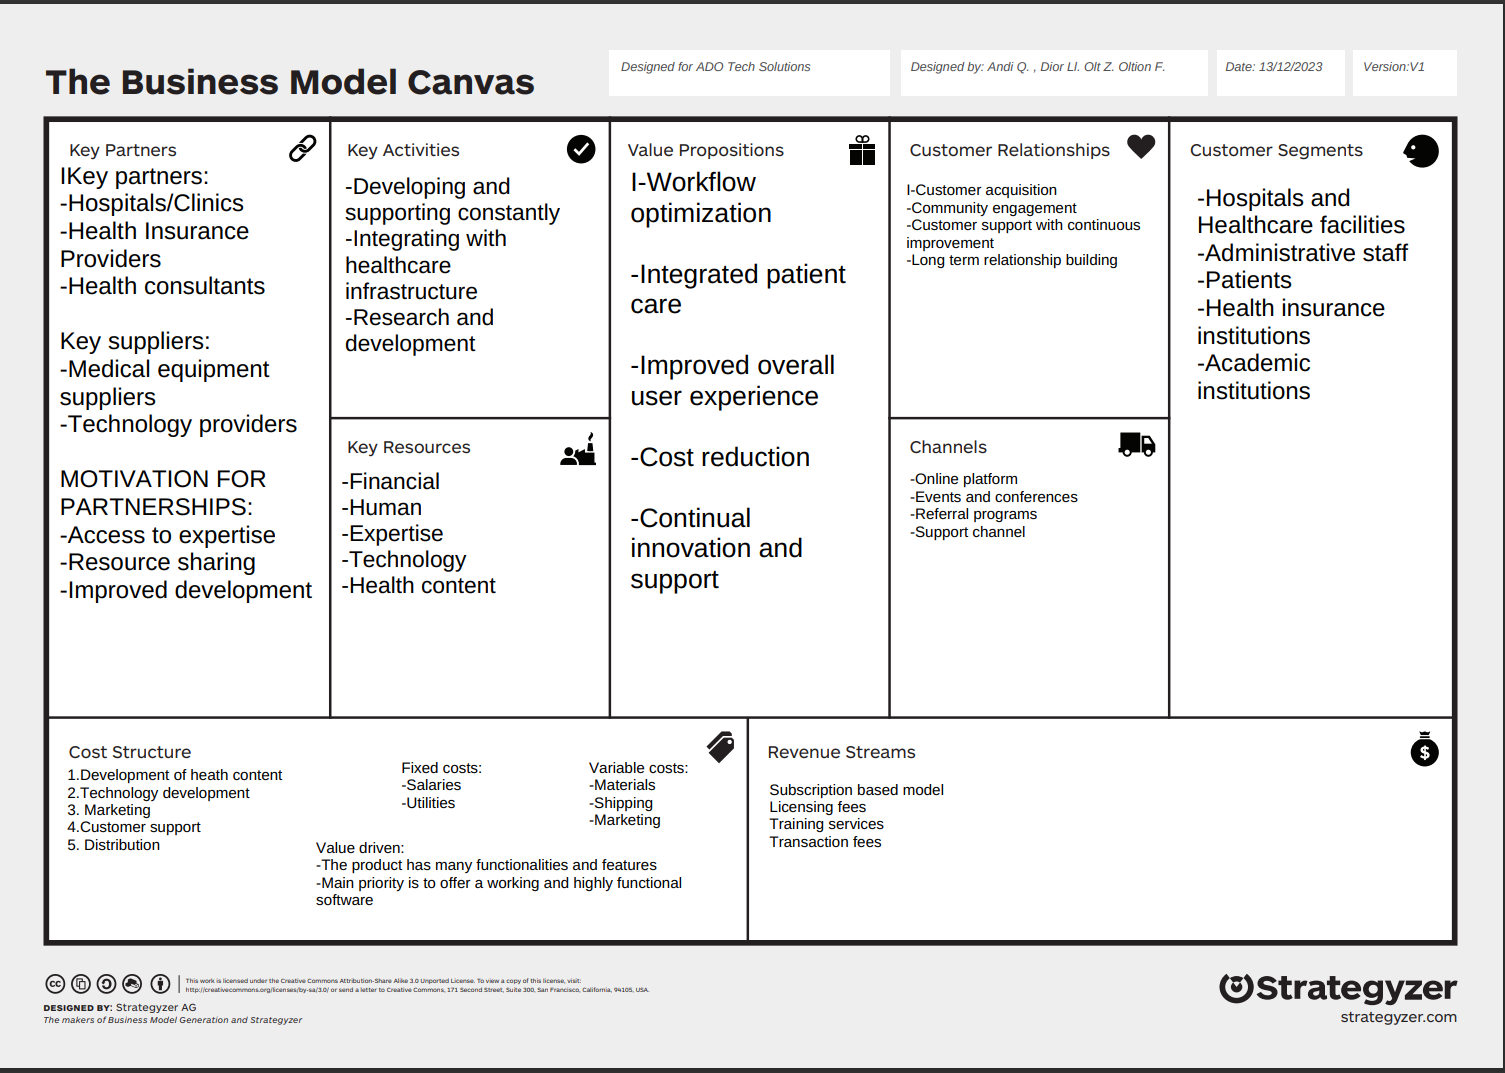 The Business Model Canvas
Designed for ADO Tech Solutions
Designed by: Andi Q. , Dior Ll. Olt Z. Oltion F.
Date: 13/12/2023
Version:V1
Key Partners
IKey partners:
-Hospitals/Clinics
-Health Insurance
Providers
-Health consultants
Key suppliers:
-Medical equipment
suppliers
-Technology providers
MOTIVATION FOR
PARTNERSHIPS:
-Access to expertise
-Resource sharing
-Improved development
Key Activities
-Developing and
supporting constantly
-Integrating with
healthcare
infrastructure
-Research and
development
Key Resources
-Financial
-Human
-Expertise
-Technology
-Health content
Value Propositions
I-Workflow
optimization
-Integrated patient
care
-Improved overall
user experience
-Cost reduction
-Continual
innovation and
support
Customer Relationships
I-Customer acquisition
-Community engagement
-Customer support with continuous
improvement
-Long term relationship building
Channels
-Online platform
-Events and conferences
-Referral programs
-Support channel
Customer Segments
-Hospitals and
Healthcare facilities
-Administrative staff
-Patients
-Health insurance
institutions
-Academic
institutions
Cost Structure
1.Development of heath content
2.Technology development
3. Marketing
4.Customer support
5. Distribution
Fixed costs:
-Salaries
-Utilities
Variable costs:
-Materials
-Shipping
-Marketing
Value driven:
-The product has many functionalities and features
-Main priority is to offer a working and highly functional
software
Revenue Streams
$
Subscription based model
Licensing fees
Training services
Transaction fees
cc
This work is licensed under the Creative Commons Attribution-Share Alike 3.0 Unported License. To view a copy of this license, visit:
http://creativecommons.org/licenses/by-sa/3.0/ or send a letter to Creative Commons, 171 Second Street, Suite 300, San Francisco, California, 94105, USA.
DESIGNED BY: Strategyzer AG
The makers of Business Model Generation and Strategyzer
Strategyzer
strategyzer.com